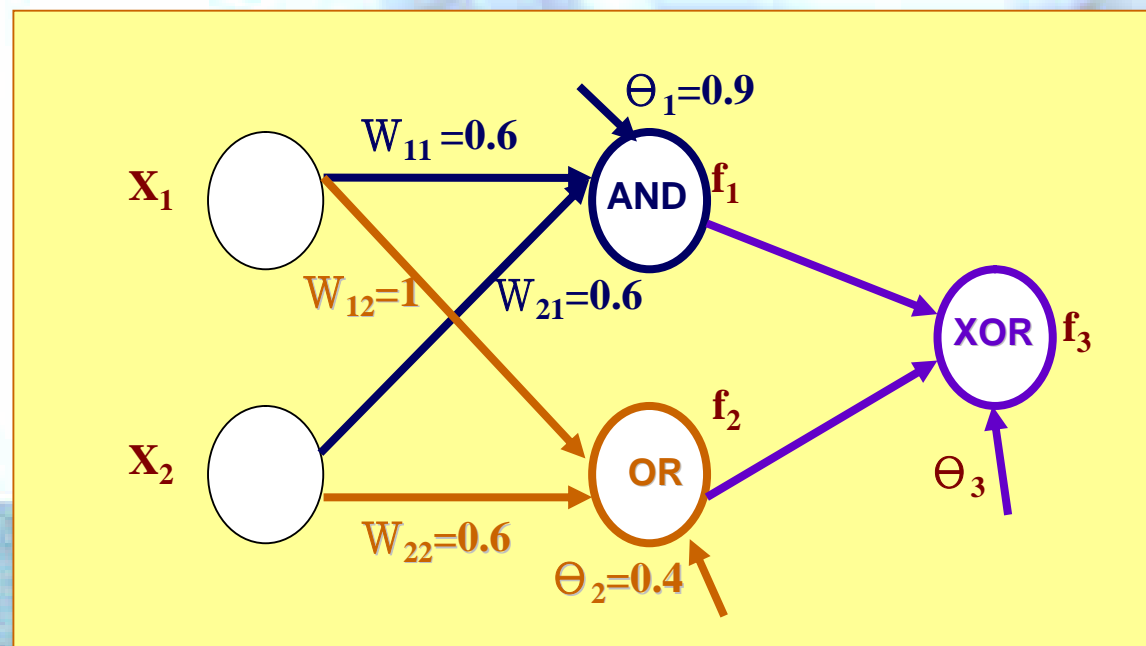 ϴ₁=0.9
W₁₁ =0.6
X₁
AND
f₁
W₁₂=1
W₂₁=0.6
XOR
f₃
f₂
X₂
OR
ϴ₃
W₂₂=0.6
ϴ₂=0.4